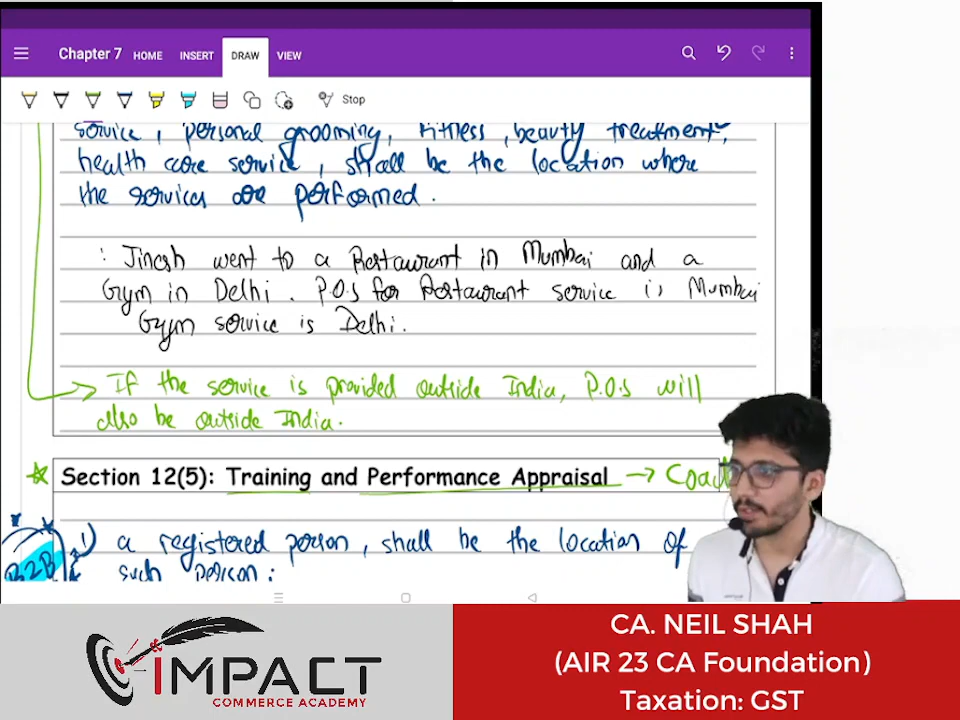 Chapter 7 HOME INSERT DRAW VIEW
Stop
service, personal grooming, fitness, beauty treatment,
health care service, shall be the location where
the services are performed.
: Jinesh went to a Restaurant in Mumbai and a
Gym in Delhi. P.O.S for Restaurant service is Mumbai
Gym service is Delhi.
If the service is provided outside India, P.O.S will
also be outside India.
Section 12(5): Training and Performance Appraisal → Coach
1) a registered person, shall be the location of
B2B such person:
IMPACT
COMMERCE ACADEMY
CA. NEIL SHAH
(AIR 23 CA Foundation)
Taxation: GST